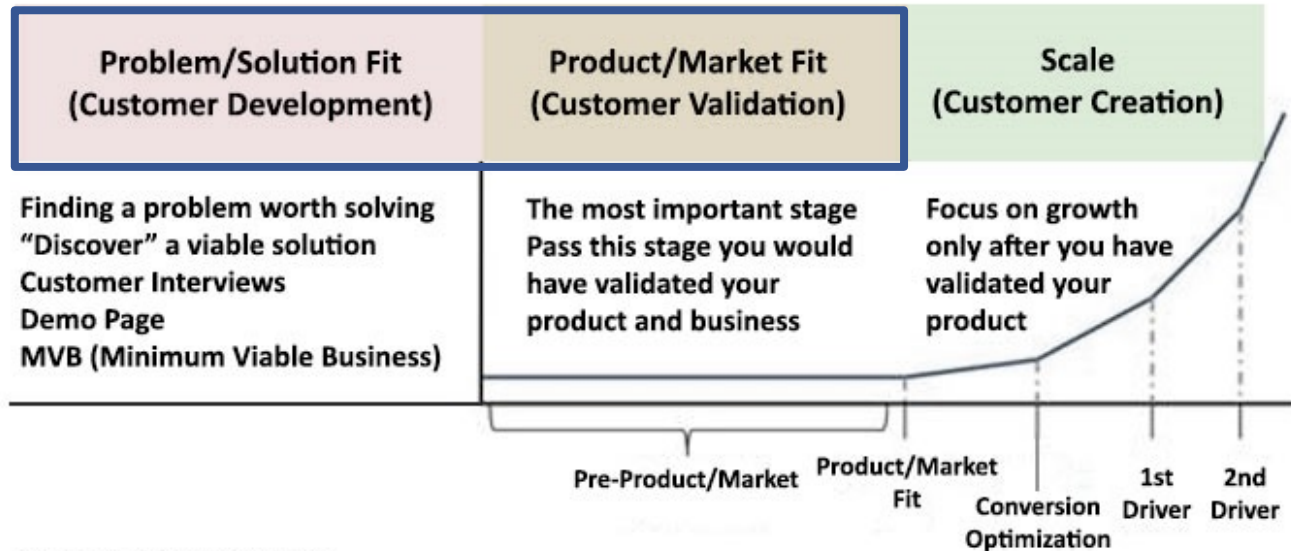 Problem/Solution Fit
(Customer Development)
Product/Market Fit
(Customer Validation)
Scale
(Customer Creation)
Finding a problem worth solving
“Discover” a viable solution
Customer Interviews
Demo Page
MVB (Minimum Viable Business)
The most important stage
Pass this stage you would
have validated your
product and business
Focus on growth
only after you have
validated your
product
Pre-Product/Market
Product/Market
Fit
Conversion
Optimization
1st
Driver
2nd
Driver